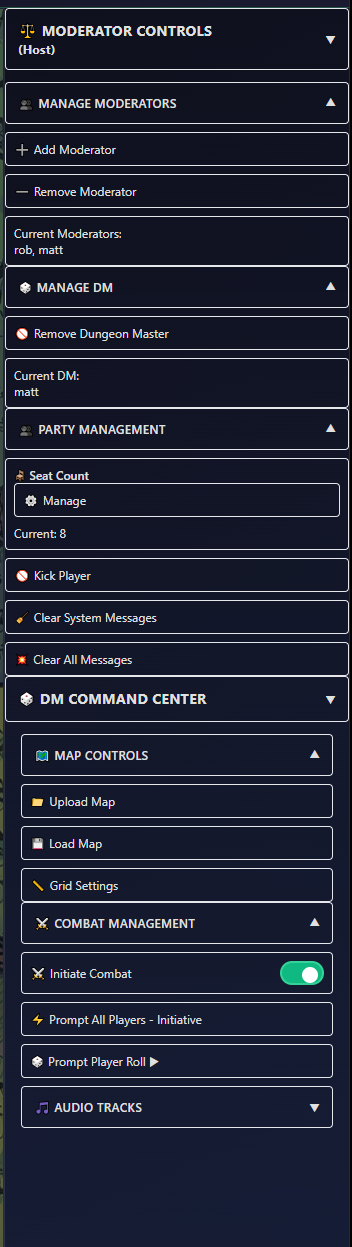 MODERATOR CONTROLS
(Host)
MANAGE MODERATORS
Add Moderator
Remove Moderator
Current Moderators:
rob, matt
MANAGE DM
Remove Dungeon Master
Current DM:
matt
PARTY MANAGEMENT
Seat Count
Manage
Current: 8
Kick Player
Clear System Messages
Clear All Messages
DM COMMAND CENTER
MAP CONTROLS
Upload Map
Load Map
Grid Settings
COMBAT MANAGEMENT
Initiate Combat
Prompt All Players - Initiative
Prompt Player Roll ▶
AUDIO TRACKS